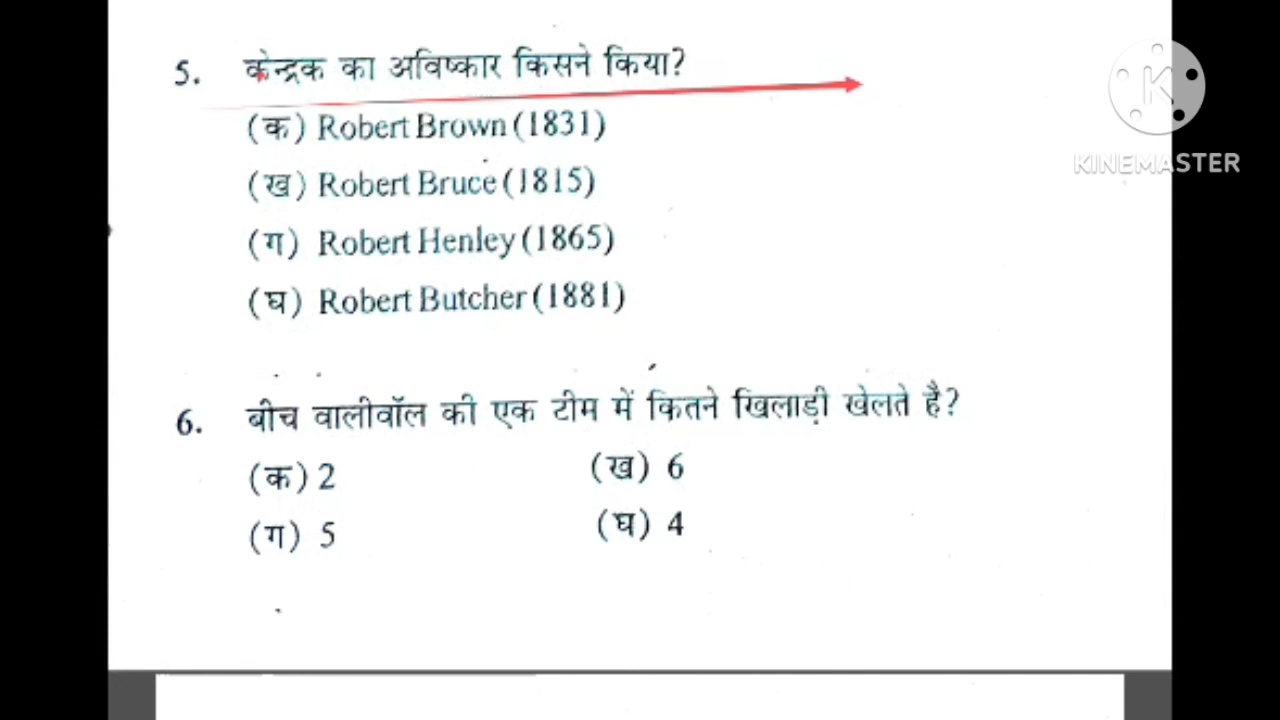 5. केन्द्रक का अविष्कार किसने किया?
(क) Robert Brown (1831)
(ख) Robert Bruce (1815)
(ग) Robert Henley (1865)
(घ) Robert Butcher (1881)
KINEMASTER
6. बीच वालीवॉल की एक टीम में कितने खिलाड़ी खेलते है?
(क) 2 (ख) 6
(ग) 5 (घ) 4